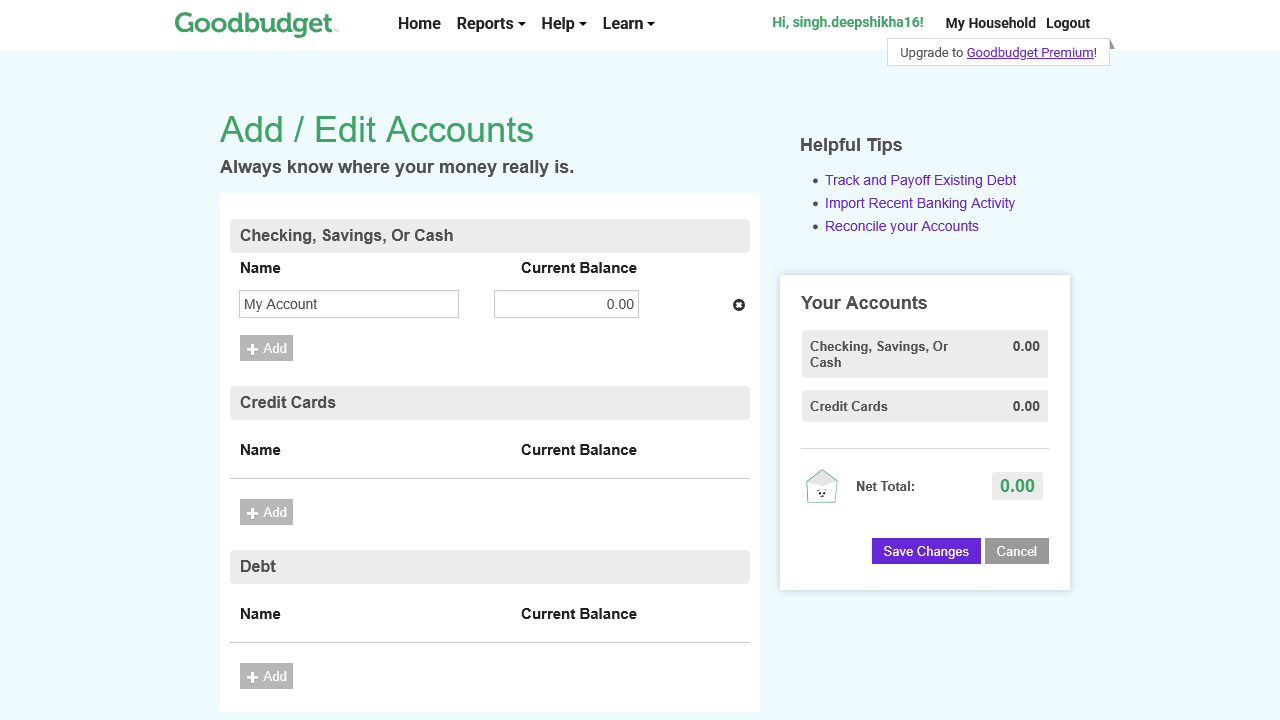 Goodbudget
Home Reports Help Learn
Hi, singh.deepshikha16! My Household Logout
Upgrade to Goodbudget Premium!
Add / Edit Accounts
Always know where your money really is.
Checking, Savings, Or Cash
Name Current Balance
My Account 0.00
Add
Credit Cards
Name Current Balance
Add
Debt
Name Current Balance
Add
Helpful Tips
Track and Payoff Existing Debt
Import Recent Banking Activity
Reconcile your Accounts
Your Accounts
Checking, Savings, Or 0.00
Cash
Credit Cards 0.00
Net Total: 0.00
Save Changes Cancel